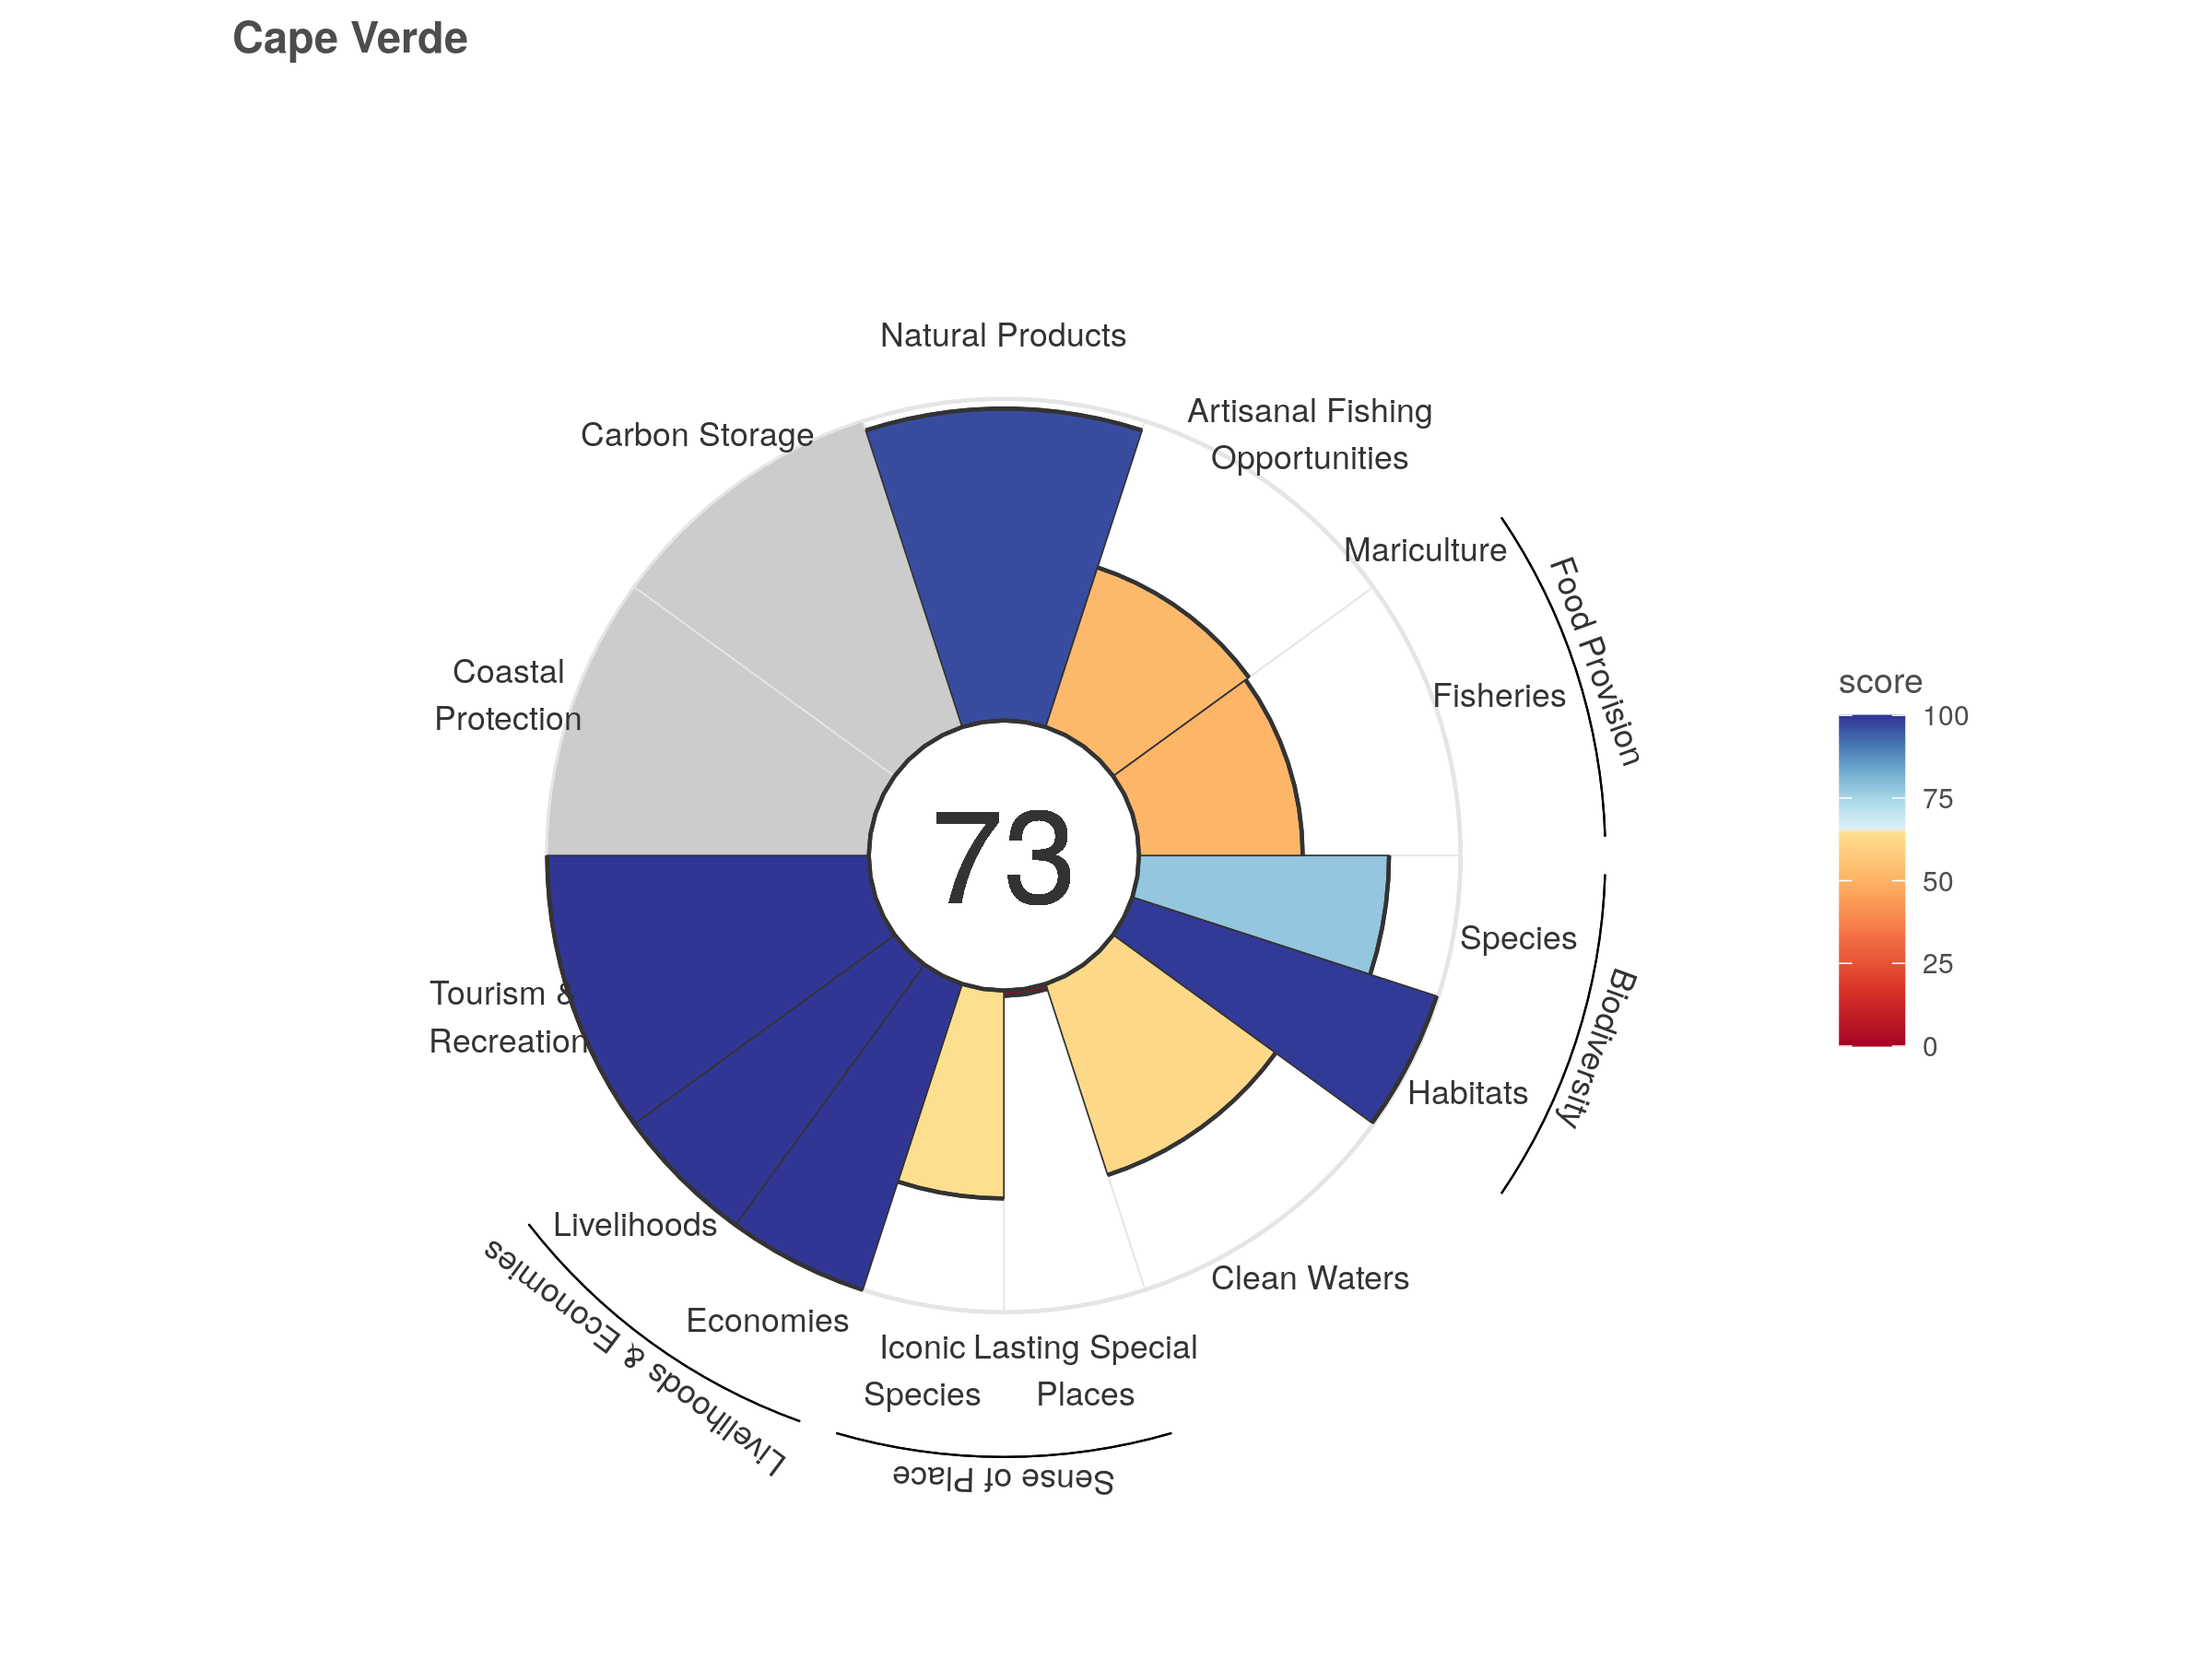 Cape Verde
Natural Products
Artisanal Fishing
Opportunities
Carbon Storage
Mariculture
Food Provision
Coastal
Protection
Fisheries
73
Species
Biodiversity
Tourism &
Recreation
Habitats
Livelihoods
Clean Waters
Economies
Livelihoods & Economies
Iconic
Species
Lasting Special
Places
Sense of Place
score
100
75
50
25
0